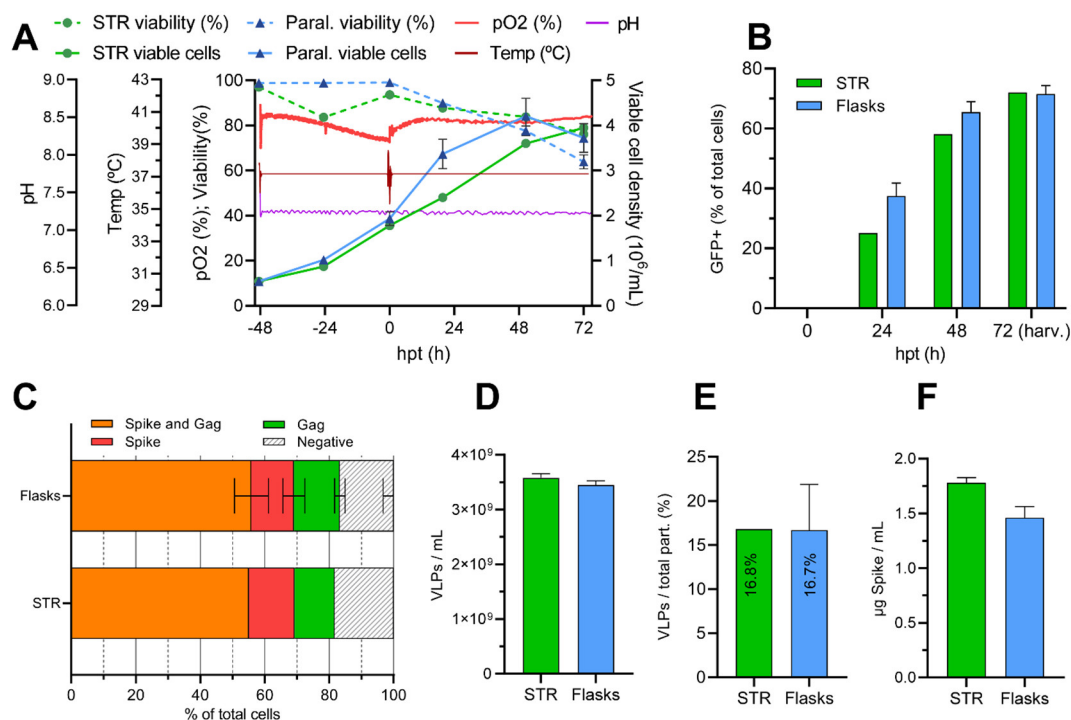 A
STR viability (%)
Paral. viability (%)
pO2 (%)
pH
STR viable cells
Paral. viable cells
Temp (ºC)
pH
9.0
8.5
8.0
7.5
7.0
6.5
6.0
Temp (ºC)
43
41
39
37
35
33
31
29
pO2 (%); Viability(%)
100
80
60
40
20
0
Viable cell density (10⁶/mL)
5
4
3
2
1
0
-48
-24
0
24
48
72
hpt (h)
B
STR
Flasks
GFP+ (% of total cells)
80
60
40
20
0
0
24
48
72 (harv.)
hpt (h)
C
Spike and Gag
Gag
Spike
Negative
Flasks
STR
0
20
40
60
80
100
% of total cells
D
VLPs / mL
4×10⁹
3×10⁹
2×10⁹
1×10⁹
0
STR
Flasks
E
VLPs / total part. (%)
25
20
15
10
5
0
16.8%
16.7%
STR
Flasks
F
µg Spike / mL
2.0
1.5
1.0
0.5
0.0
STR
Flasks